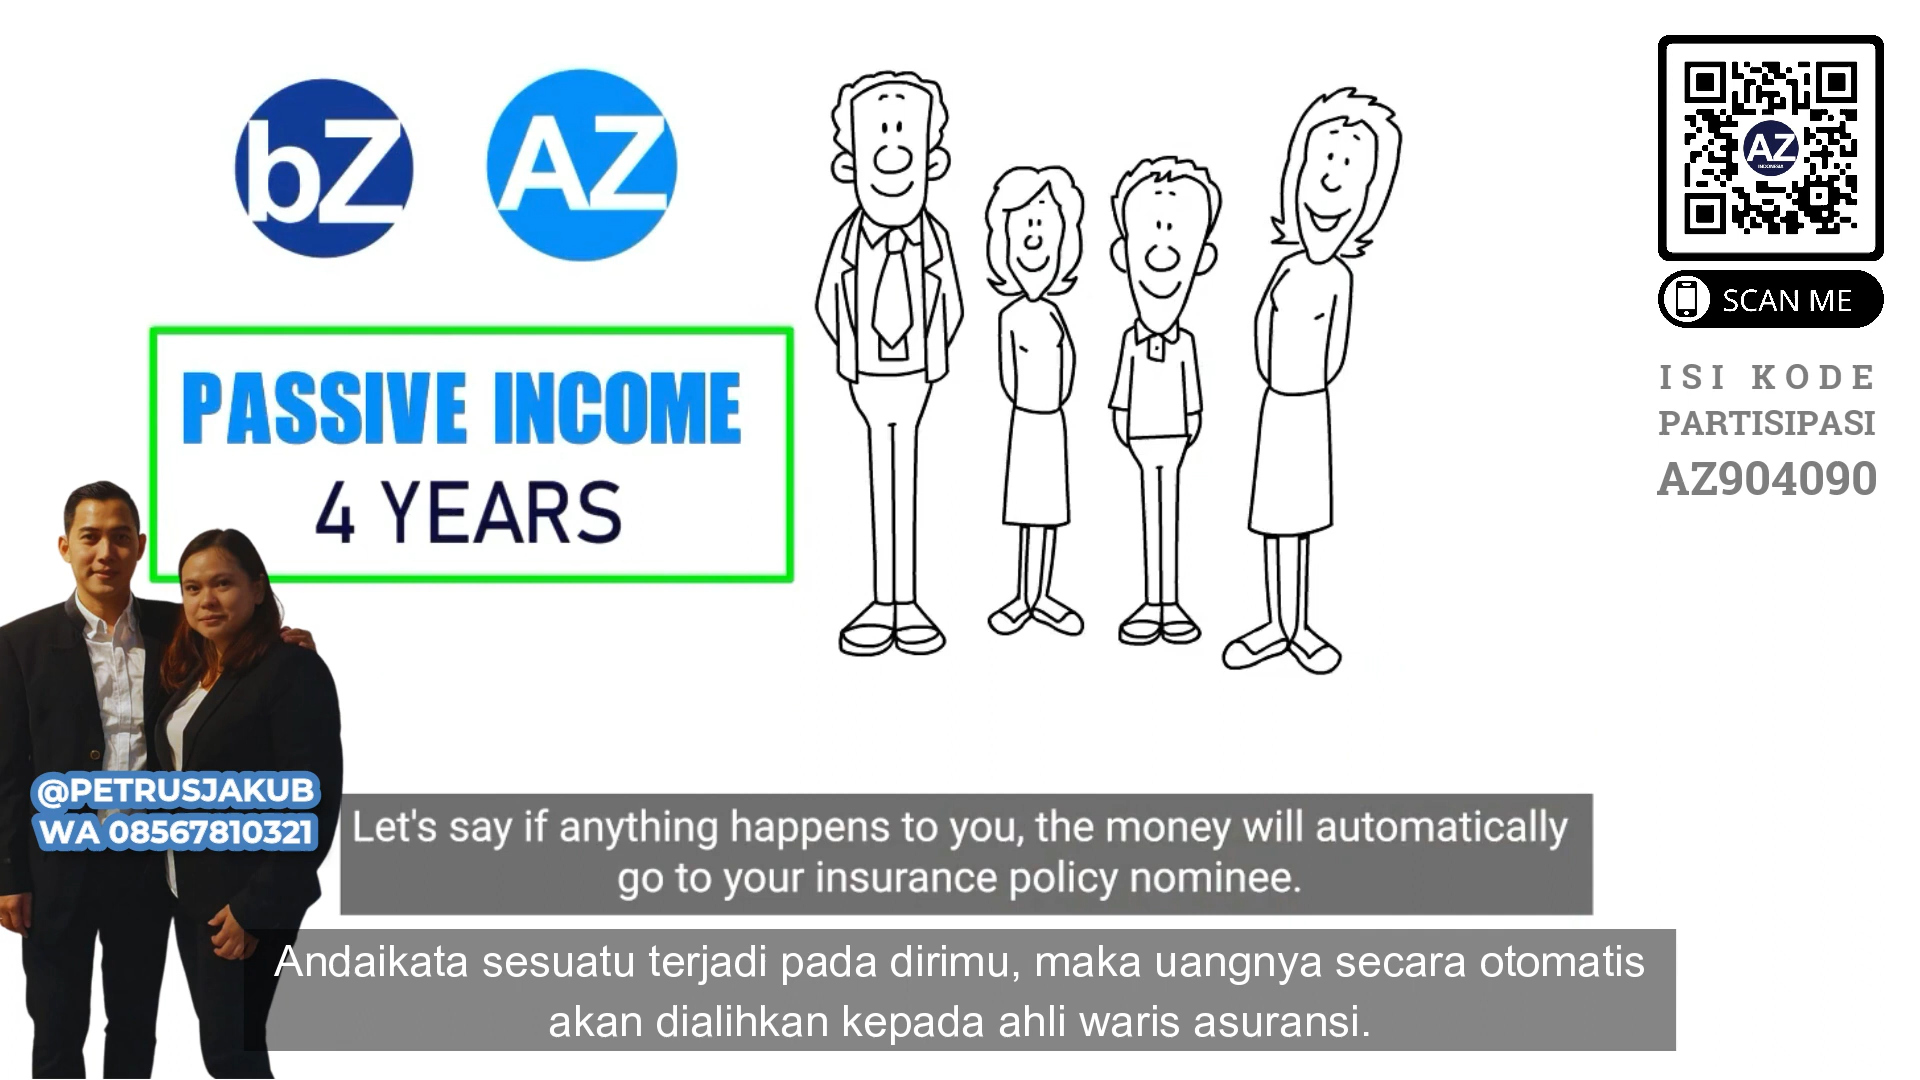 bZ
AZ
PASSIVE INCOME
4 YEARS
AZ
INDONESIA
SCAN ME
ISI KODE
PARTISIPASI
AZ904090
@PETRUSJAKUB
WA 08567810321
Let's say if anything happens to you, the money will automatically
go to your insurance policy nominee.
Andaikata sesuatu terjadi pada dirimu, maka uangnya secara otomatis
akan dialihkan kepada ahli waris asuransi.